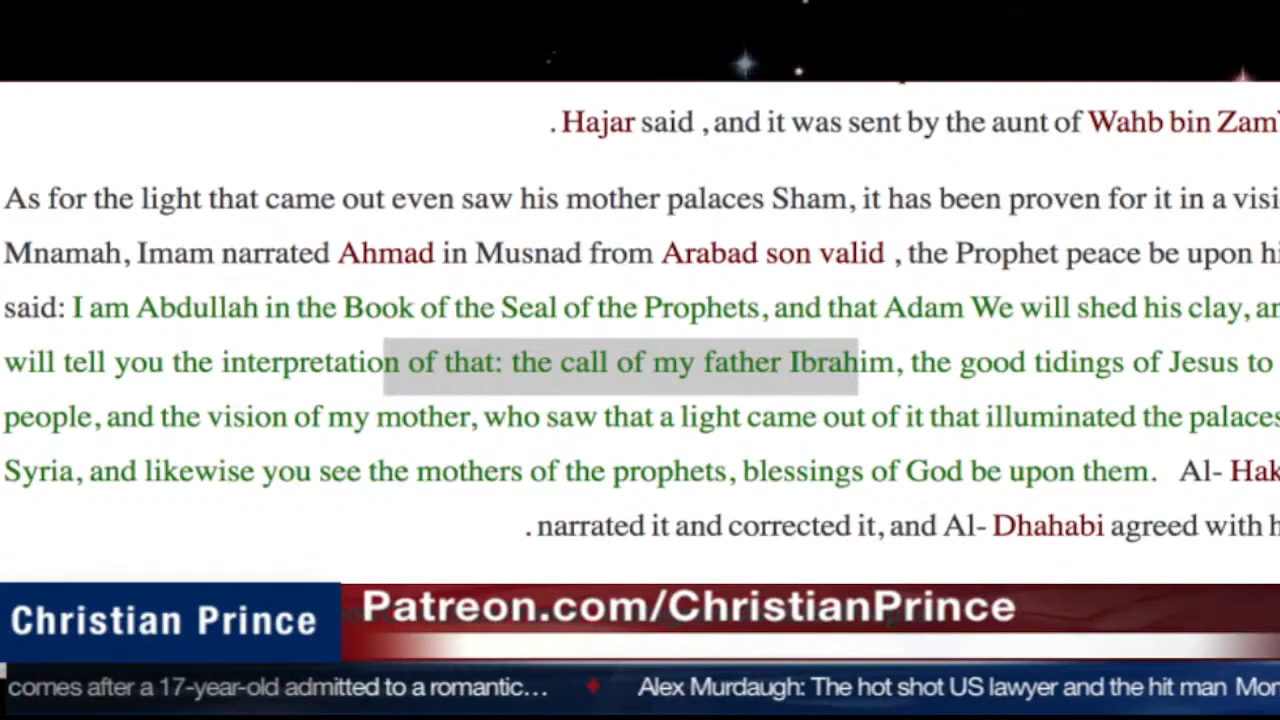 . Hajar said , and it was sent by the aunt of Wahb bin Zam
As for the light that came out even saw his mother palaces Sham, it has been proven for it in a visi
Mnamah, Imam narrated Ahmad in Musnad from Arabad son valid , the Prophet peace be upon hi
said: I am Abdullah in the Book of the Seal of the Prophets, and that Adam We will shed his clay, an
will tell you the interpretation of that: the call of my father Ibrahim, the good tidings of Jesus to
people, and the vision of my mother, who saw that a light came out of it that illuminated the palaces
Syria, and likewise you see the mothers of the prophets, blessings of God be upon them. Al- Hak
. narrated it and corrected it, and Al- Dhahabi agreed with h
Christian Prince
Patreon.com/ChristianPrince
comes after a 17-year-old admitted to a romantic... Alex Murdaugh: The hot shot US lawyer and the hit man Mon